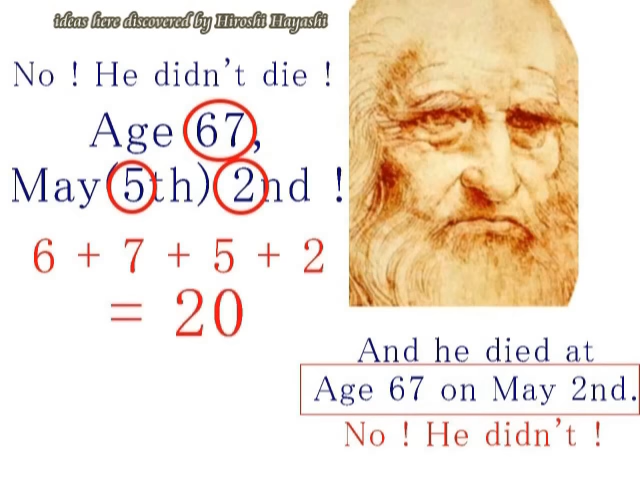 ideas here discovered by Hiroshi Hayashi
No ! He didn't die !
Age 67,
May(5th) 2nd !
6 + 7 + 5 + 2
= 20
And he died at
Age 67 on May 2nd.
No ! He didn't !